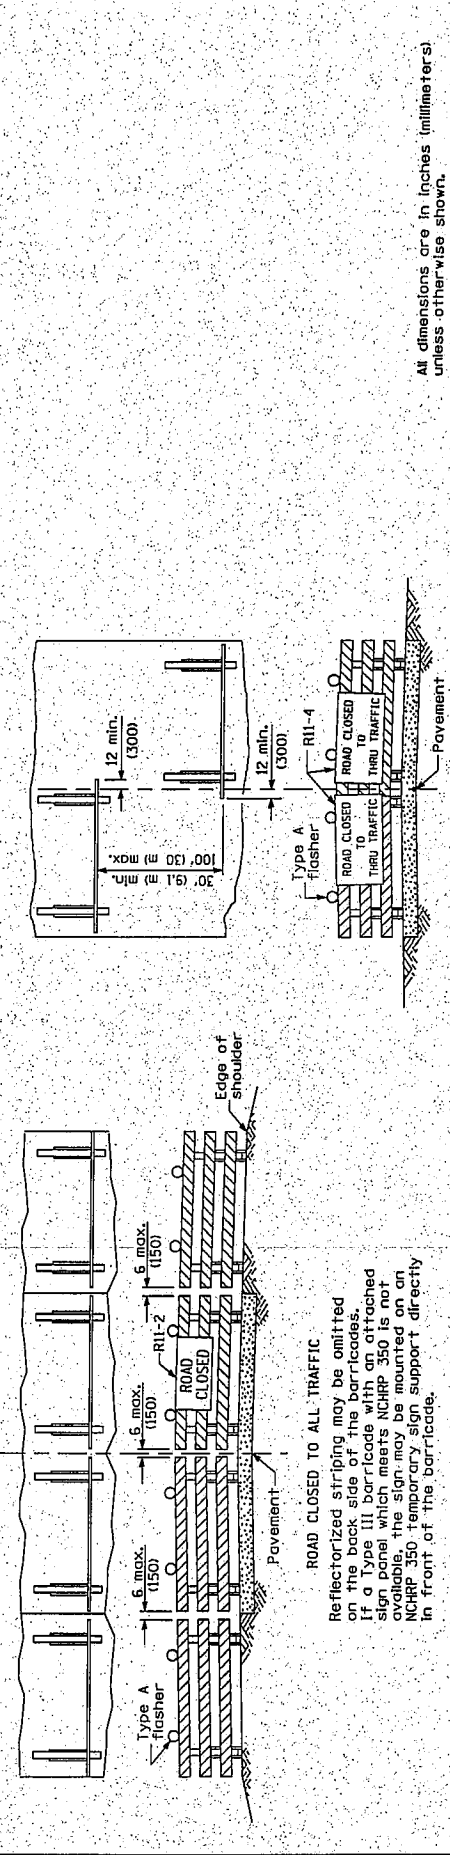 Type A
flasher
6 max.
(150)
6 max.
(150)
R11-2
6 max.
(150)
ROAD
CLOSED
Edge of
shoulder
Pavement
ROAD CLOSED TO ALL TRAFFIC
Reflectorized striping may be omitted
on the back side of the barricades.
If a Type III barricade with an attached
sign panel which meets NCHRP 350 is not
available, the sign may be mounted on an
NCHRP 350 temporary sign support directly
in front of the barricade.
30' (9.1 m) min.
100' (30 m) max.
12 min.
(300)
12 min.
(300)
Type A
flasher
R11-4
ROAD CLOSED
TO
THRU TRAFFIC
ROAD CLOSED
TO
THRU TRAFFIC
Pavement
All dimensions are in inches (millimeters)
unless otherwise shown.